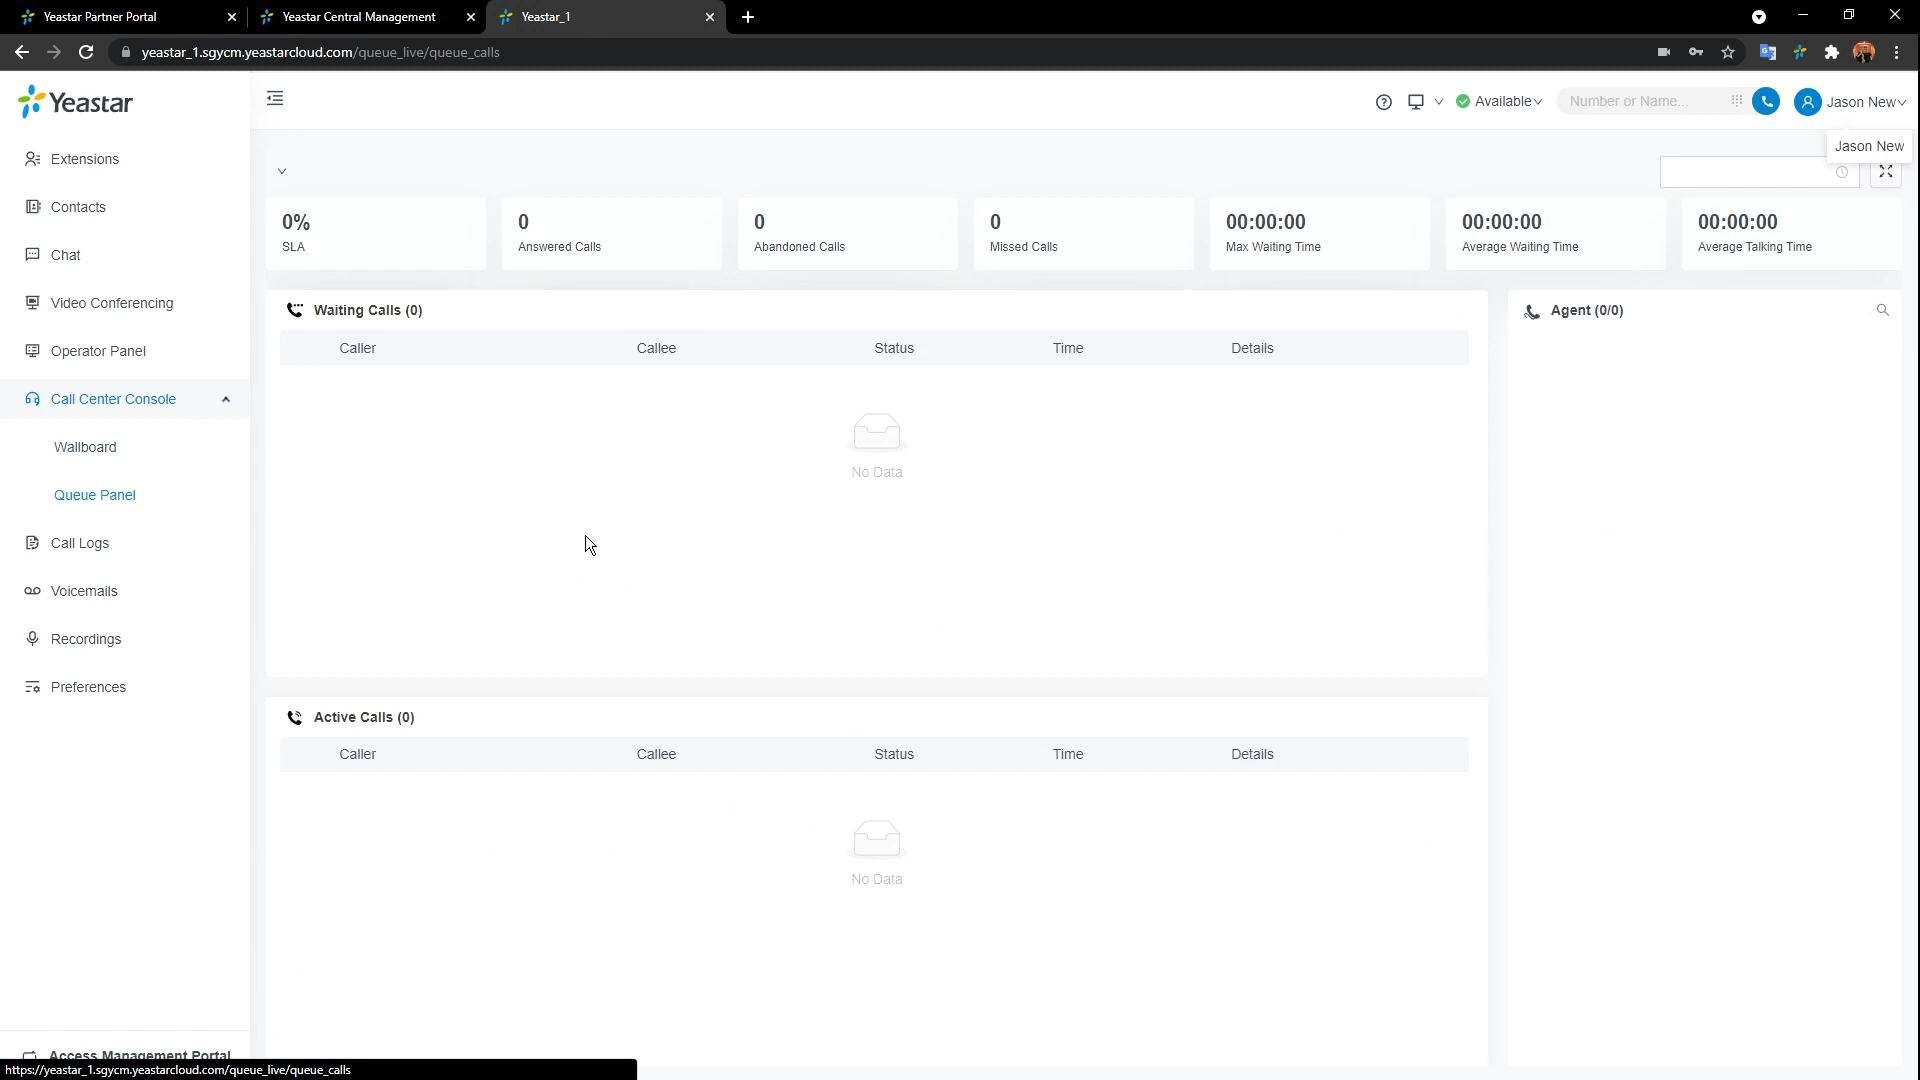 Yeastar Partner Portal
Yeastar Central Management
Yeastar_1
yeastar_1.sgycm.yeastarcloud.com/queue_live/queue_calls
Yeastar
Available
Number or Name...
Jason New
Jason New
Extensions
Contacts
Chat
Video Conferencing
Operator Panel
Call Center Console
Wallboard
Queue Panel
Call Logs
Voicemails
Recordings
Preferences
Access Management Portal
0%
SLA
0
Answered Calls
0
Abandoned Calls
0
Missed Calls
00:00:00
Max Waiting Time
00:00:00
Average Waiting Time
00:00:00
Average Talking Time
Waiting Calls (0)
Caller Callee Status Time Details
No Data
Agent (0/0)
Active Calls (0)
Caller Callee Status Time Details
No Data
https://yeastar_1.sgycm.yeastarcloud.com/queue_live/queue_calls